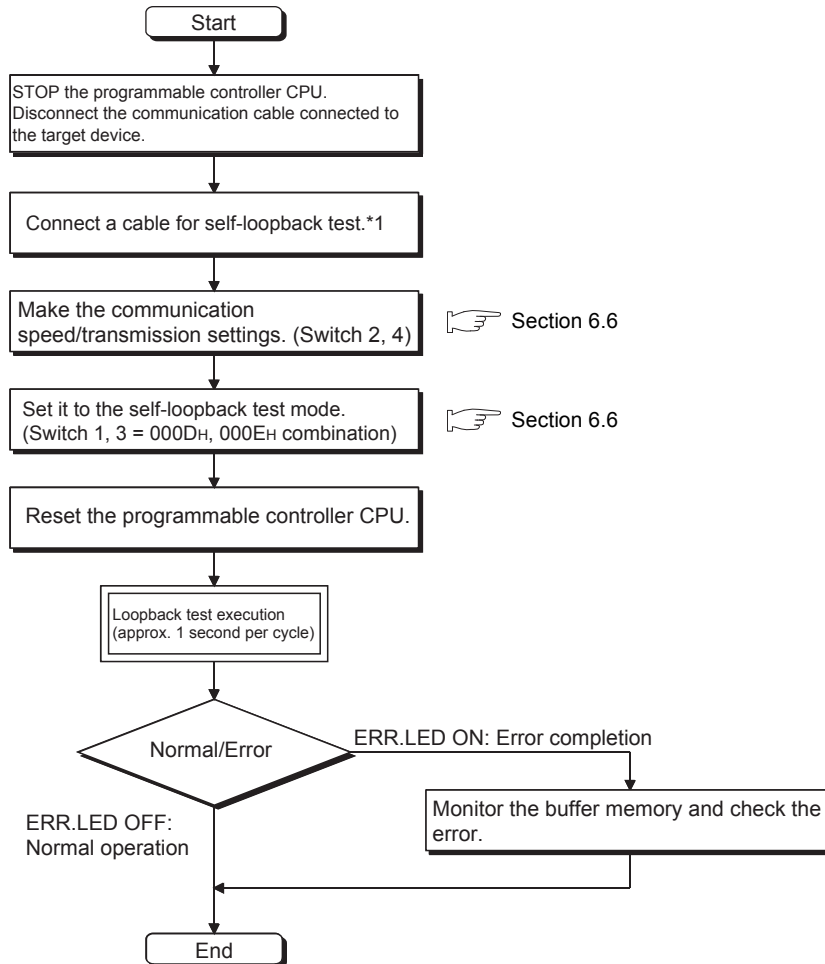 Start
STOP the programmable controller CPU.
Disconnect the communication cable connected to
the target device.
Connect a cable for self-loopback test.*1
Make the communication
speed/transmission settings. (Switch 2, 4)
Section 6.6
Set it to the self-loopback test mode.
(Switch 1, 3 = 000DH, 000EH combination)
Section 6.6
Reset the programmable controller CPU.
Loopback test execution
(approx. 1 second per cycle)
Normal/Error
ERR.LED ON: Error completion
Monitor the buffer memory and check the
error.
ERR.LED OFF:
Normal operation
End